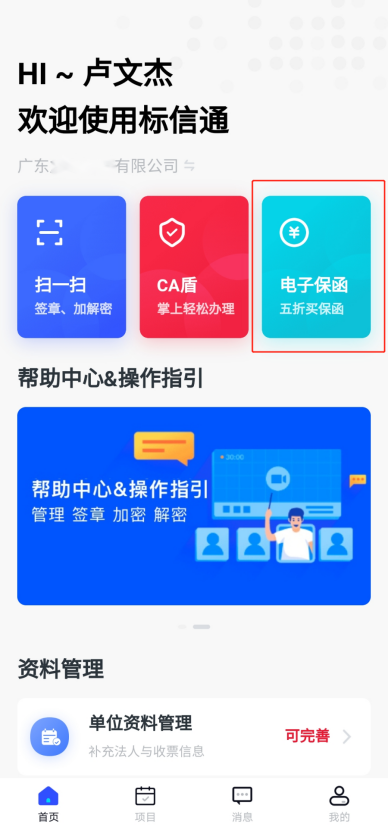 HI ~ 卢文杰
欢迎使用标信通
广东 有限公司
扫一扫
签章、加解密
CA盾
掌上轻松办理
电子保函
五折买保函
帮助中心&操作指引
30:00
帮助中心&操作指引
管理 签章 加密 解密
资料管理
单位资料管理
补充法人与收票信息
可完善
首页
项目
消息
我的